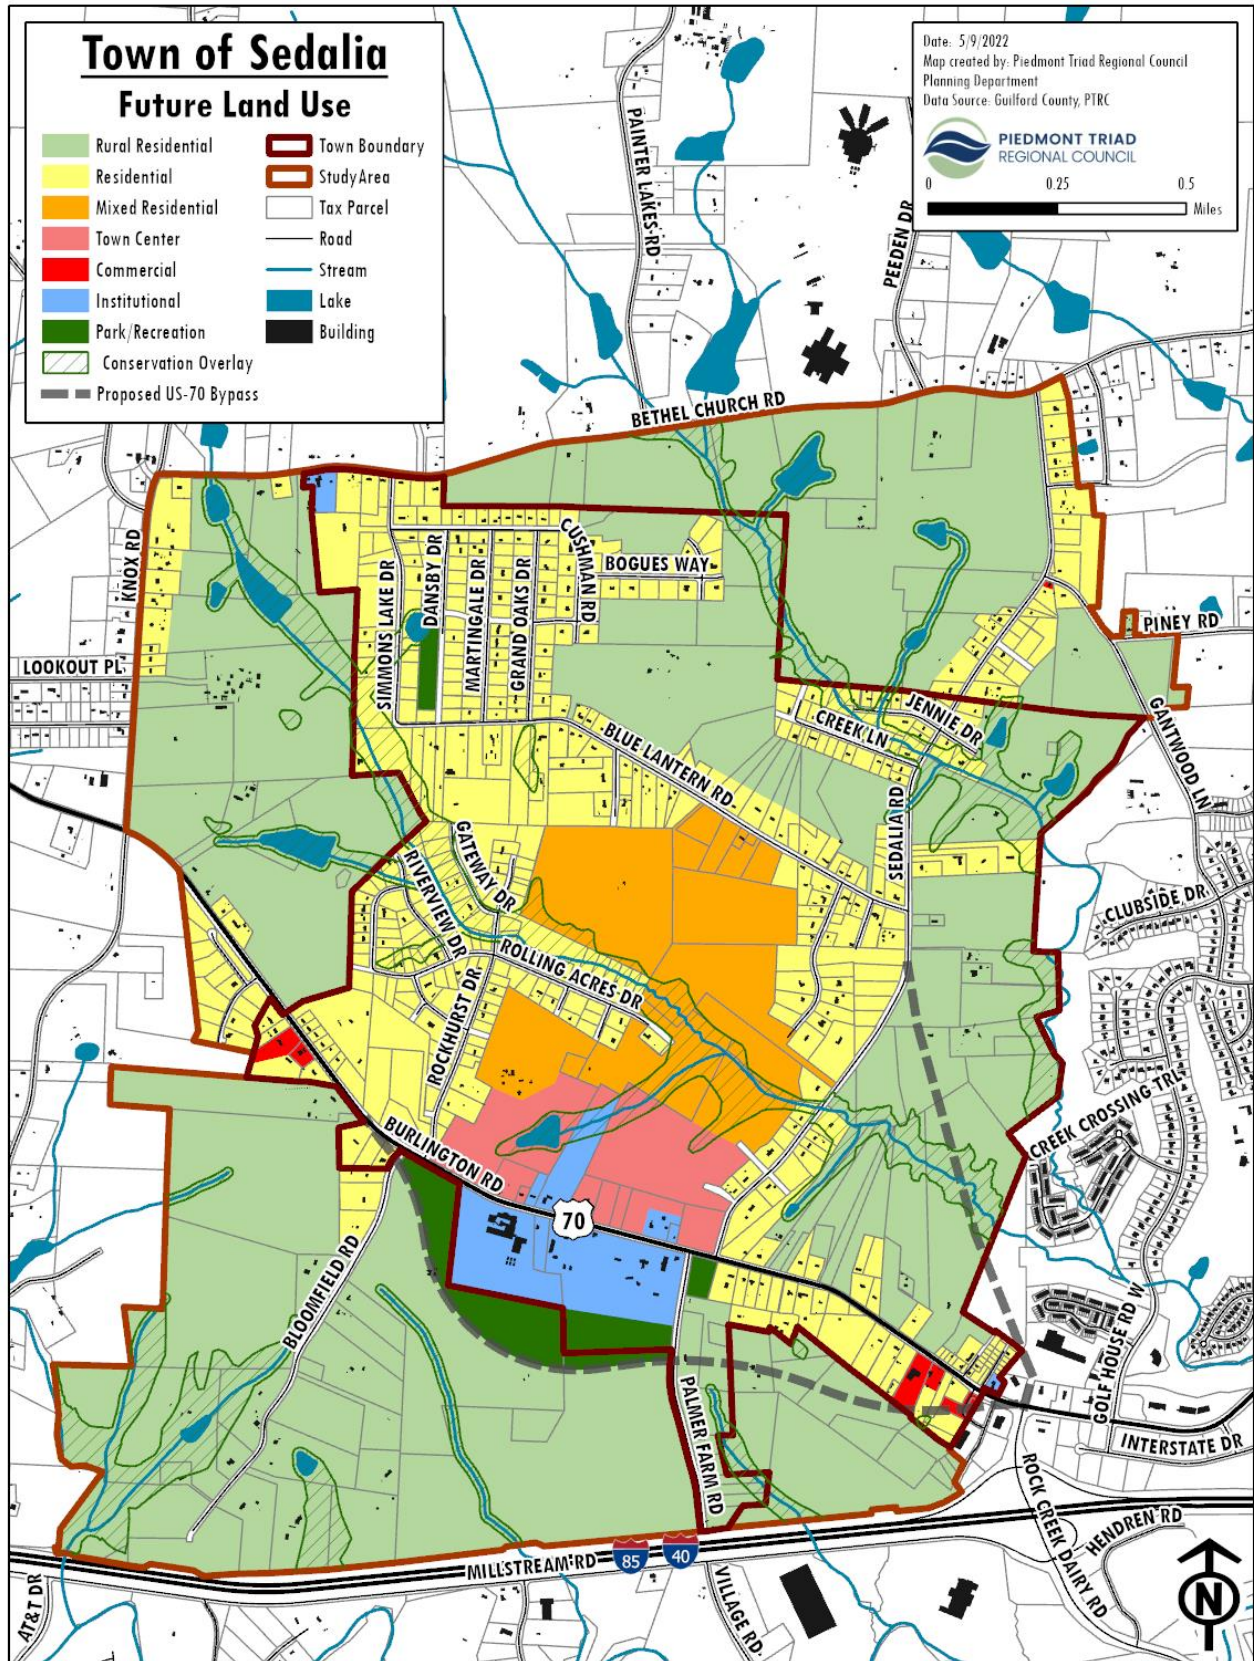 Town of Sedalia
Future Land Use
Rural Residential
Residential
Mixed Residential
Town Center
Commercial
Institutional
Park/Recreation
Conservation Overlay
Proposed US-70 Bypass
Town Boundary
StudyArea
Tax Parcel
Road
Stream
Lake
Building
Date: 5/9/2022
Map created by: Piedmont Triad Regional Council
Planning Department
Data Source: Guilford County, PTRC
PIEDMONT TRIAD
REGIONAL COUNCIL
0 0.25 0.5
Miles
PAINTER LAKES RD
PEEDEN DR
BETHEL CHURCH RD
KNOX RD
LOOKOUT PL
SIMMONS LAKE DR
DANSBY DR
MARTINGALE DR
GRAND OAKS DR
CUSHMAN RD
BOGUES WAY
PINEY RD
GANTWOOD LN
JENNIE DR
CREEK LN
BLUE LANTERN RD
SEDALIA RD
CLUBSIDE DR
GATEWAY DR
RIVERVIEW DR
ROLLING ACRES DR
ROCKHURST DR
CREEK CROSSING TRL
BURLINGTON RD
70
BLOOMFIELD RD
PALMER FARM RD
GOLF HOUSE RD W
INTERSTATE DR
ROCK CREEK DAIRY RD
HENDREN RD
MILLSTREAM RD
85
40
AT&T DR
VILLAGE RD
N